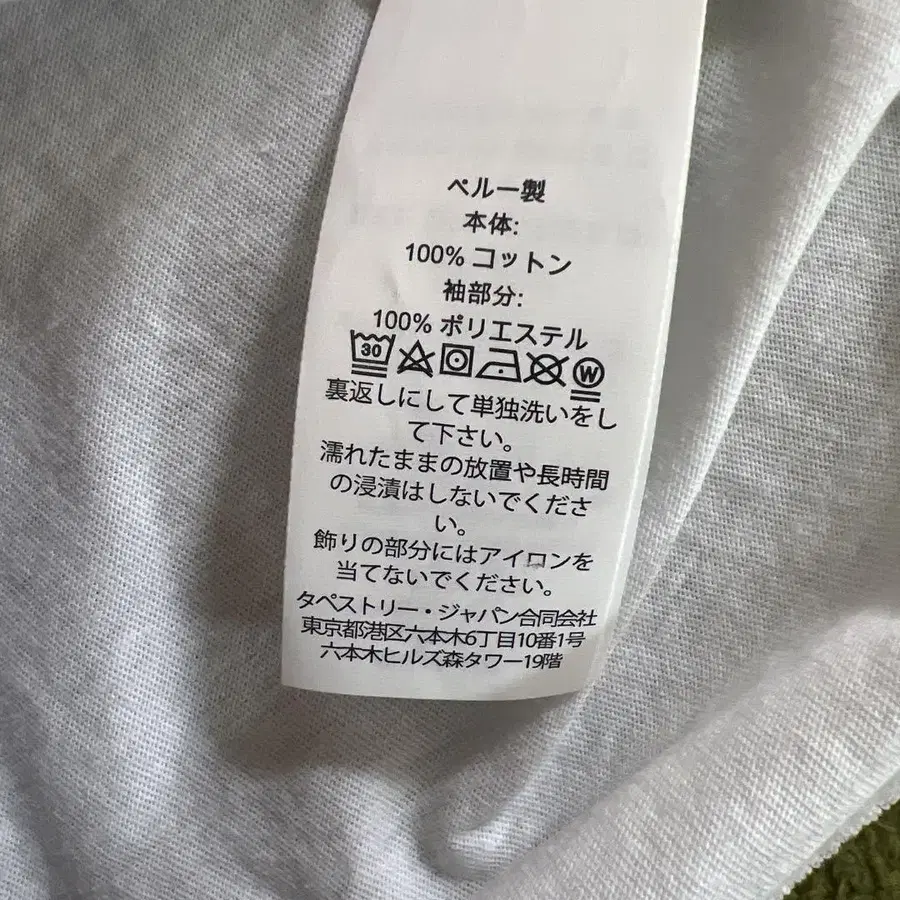 ペルー製
本体:
100% コットン
袖部分:
100% ポリエステル
30 W
裏返しにして単独洗いをし
て下さい。
濡れたままの放置や長時間
の浸漬はしないでくださ
い。
飾りの部分にはアイロンを
当てないでください。
タペストリー・ジャパン合同会社
東京都港区六本木6丁目10番1号
六本木ヒルズ森タワー19階